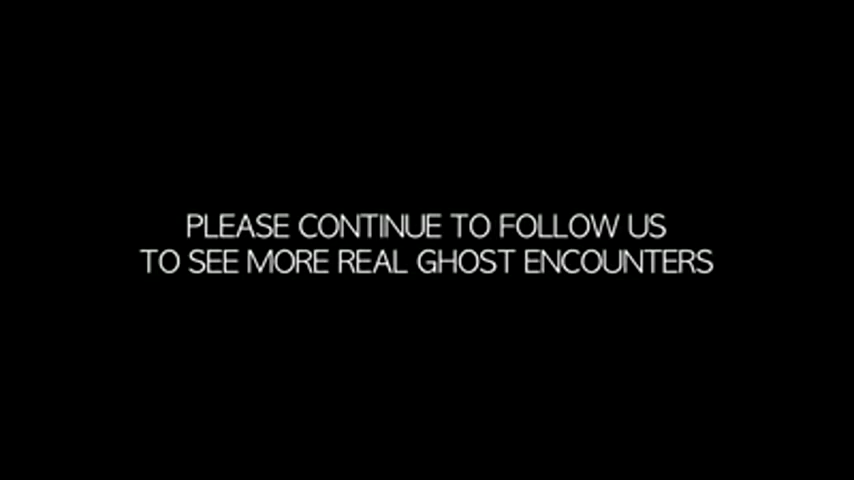 PLEASE CONTINUE TO FOLLOW US
TO SEE MORE REAL GHOST ENCOUNTERS